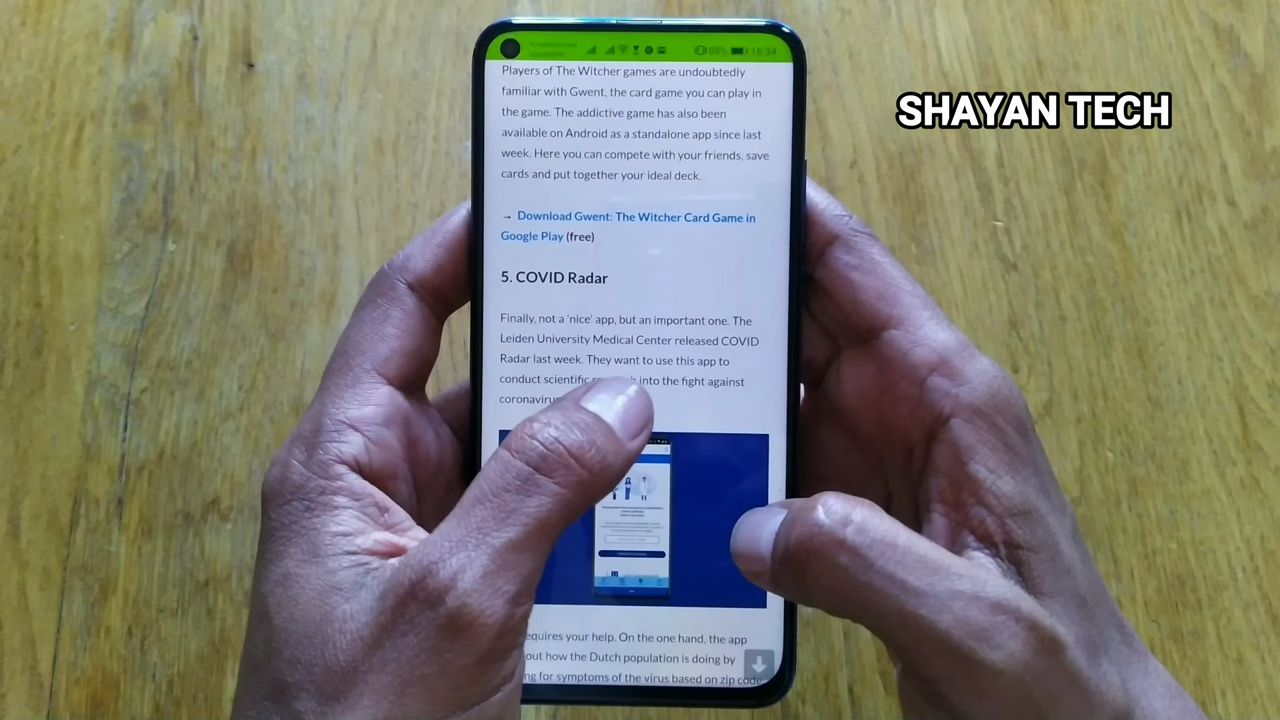 16:34
SHAYAN TECH
Players of The Witcher games are undoubtedly
familiar with Gwent, the card game you can play in
the game. The addictive game has also been
available on Android as a standalone app since last
week. Here you can compete with your friends, save
cards and put together your ideal deck.
→ Download Gwent: The Witcher Card Game in
Google Play (free)
5. COVID Radar
Finally, not a 'nice' app, but an important one. The
Leiden University Medical Center released COVID
Radar last week. They want to use this app to
conduct scientific into the fight against
equires your help. On the one hand, the app
out how the Dutch population is doing by
ng for symptoms of the virus based on zip code